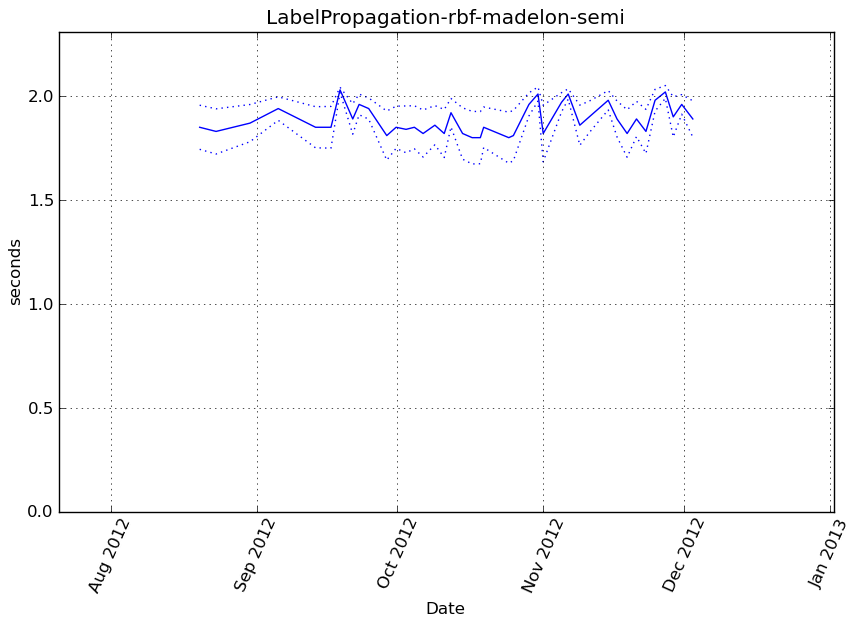 LabelPropagation-rbf-madelon-semi
2.0
1.5
1.0
0.5
0.0
seconds
Aug 2012
Sep 2012
Oct 2012
Nov 2012
Dec 2012
Jan 2013
Date